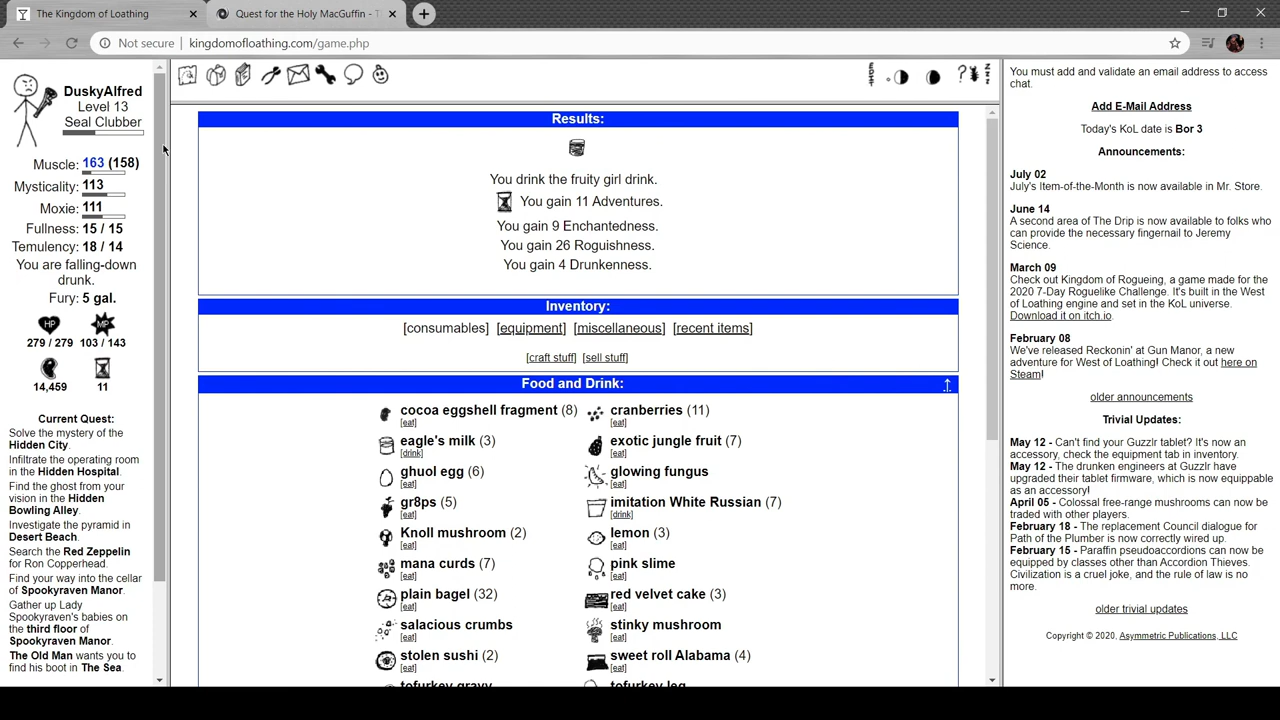 The Kingdom of Loathing
Quest for the Holy MacGuffin - T
Not secure | kingdomofloathing.com/game.php
DuskyAlfred
Level 13
Seal Clubber
Muscle: 163 (158)
Mysticality: 113
Moxie: 111
Fullness: 15 / 15
Temulency: 18 / 14
You are falling-down
drunk.
Fury: 5 gal.
HP MP
279 / 279 103 / 143
14,459 11
Current Quest:
Solve the mystery of the
Hidden City.
Infiltrate the operating room
in the Hidden Hospital.
Find the ghost from your
vision in the Hidden
Bowling Alley.
Investigate the pyramid in
Desert Beach.
Search the Red Zeppelin
for Ron Copperhead.
Find your way into the cellar
of Spookyraven Manor.
Gather up Lady
Spookyraven's babies on
the third floor of
Spookyraven Manor.
The Old Man wants you to
find his boot in The Sea.
EDIT
Results:
You drink the fruity girl drink.
You gain 11 Adventures.
You gain 9 Enchantedness.
You gain 26 Roguishness.
You gain 4 Drunkenness.
Inventory:
[consumables] [equipment] [miscellaneous] [recent items]
[craft stuff] [sell stuff]
Food and Drink:
cocoa eggshell fragment (8) cranberries (11)
[eat] [eat]
eagle's milk (3) exotic jungle fruit (7)
[drink] [eat]
ghuol egg (6) glowing fungus
[eat] [eat]
gr8ps (5) imitation White Russian (7)
[eat] [drink]
Knoll mushroom (2) lemon (3)
[eat] [eat]
mana curds (7) pink slime
[eat] [eat]
plain bagel (32) red velvet cake (3)
[eat] [eat]
salacious crumbs stinky mushroom
[eat] [eat]
stolen sushi (2) sweet roll Alabama (4)
[eat] [eat]
tofurkey gravy tofurkey leg
You must add and validate an email address to access
chat.
Add E-Mail Address
Today's KoL date is Bor 3
Announcements:
July 02
July's Item-of-the-Month is now available in Mr. Store.
June 14
A second area of The Drip is now available to folks who
can provide the necessary fingernail to Jeremy
Science.
March 09
Check out Kingdom of Rogueing, a game made for the
2020 7-Day Roguelike Challenge. It's built in the West
of Loathing engine and set in the KoL universe.
Download it on itch.io.
February 08
We've released Reckonin' at Gun Manor, a new
adventure for West of Loathing! Check it out here on
Steam!
older announcements
Trivial Updates:
May 12 - Can't find your Guzzlr tablet? It's now an
accessory, check the equipment tab in inventory.
May 12 - The drunken engineers at Guzzlr have
upgraded their tablet firmware, which is now equippable
as an accessory!
April 05 - Colossal free-range mushrooms can now be
traded with other players.
February 18 - The replacement Council dialogue for
Path of the Plumber is now correctly wired up.
February 15 - Paraffin pseudoaccordions can now be
equipped by classes other than Accordion Thieves.
Civilization is a cruel joke, and the rule of law is no
more.
older trivial updates
Copyright © 2020, Asymmetric Publications, LLC